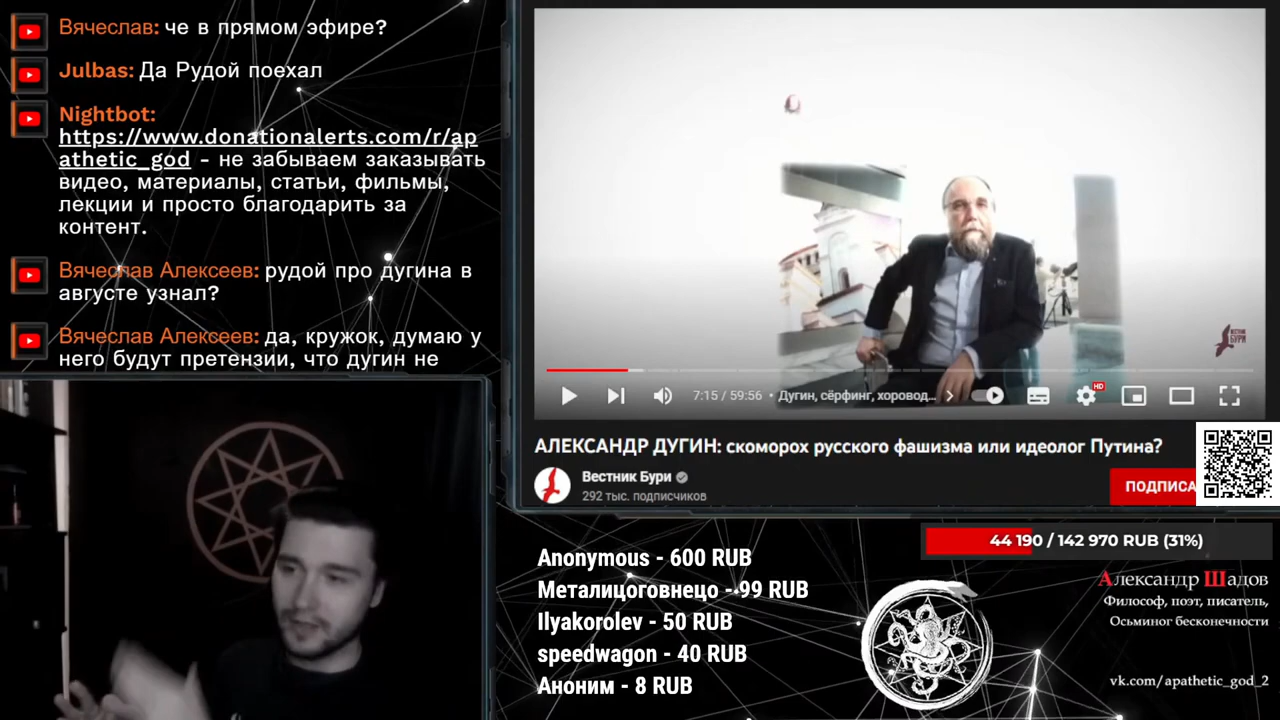 Вячеслав: че в прямом эфире?
Julbas: Да Рудой поехал
Nightbot:
https://www.donationalerts.com/r/ap
athetic_god - не забываем заказывать
видео, материалы, статьи, фильмы,
лекции и просто благодарить за
контент.
Вячеслав Алексеев: рудой про дугина в
августе узнал?
Вячеслав Алексеев: да, кружок, думаю у
него будут претензии, что дугин не
ВЕСТНИК
БУРИ
7:15 / 59:56 • Дугин, сёрфинг, хоровод...
HD
АЛЕКСАНДР ДУГИН: скоморох русского фашизма или идеолог Путина?
Вестник Бури
292 тыс. подписчиков
ПОДПИСА
44 190 / 142 970 RUB (31%)
Anonymous - 600 RUB
Металицоговнецо - 99 RUB
Ilyakorolev - 50 RUB
speedwagon - 40 RUB
Аноним - 8 RUB
Александр Шадов
Философ, поэт, писатель,
Осьминог бесконечности
vk.com/apathetic_god_2